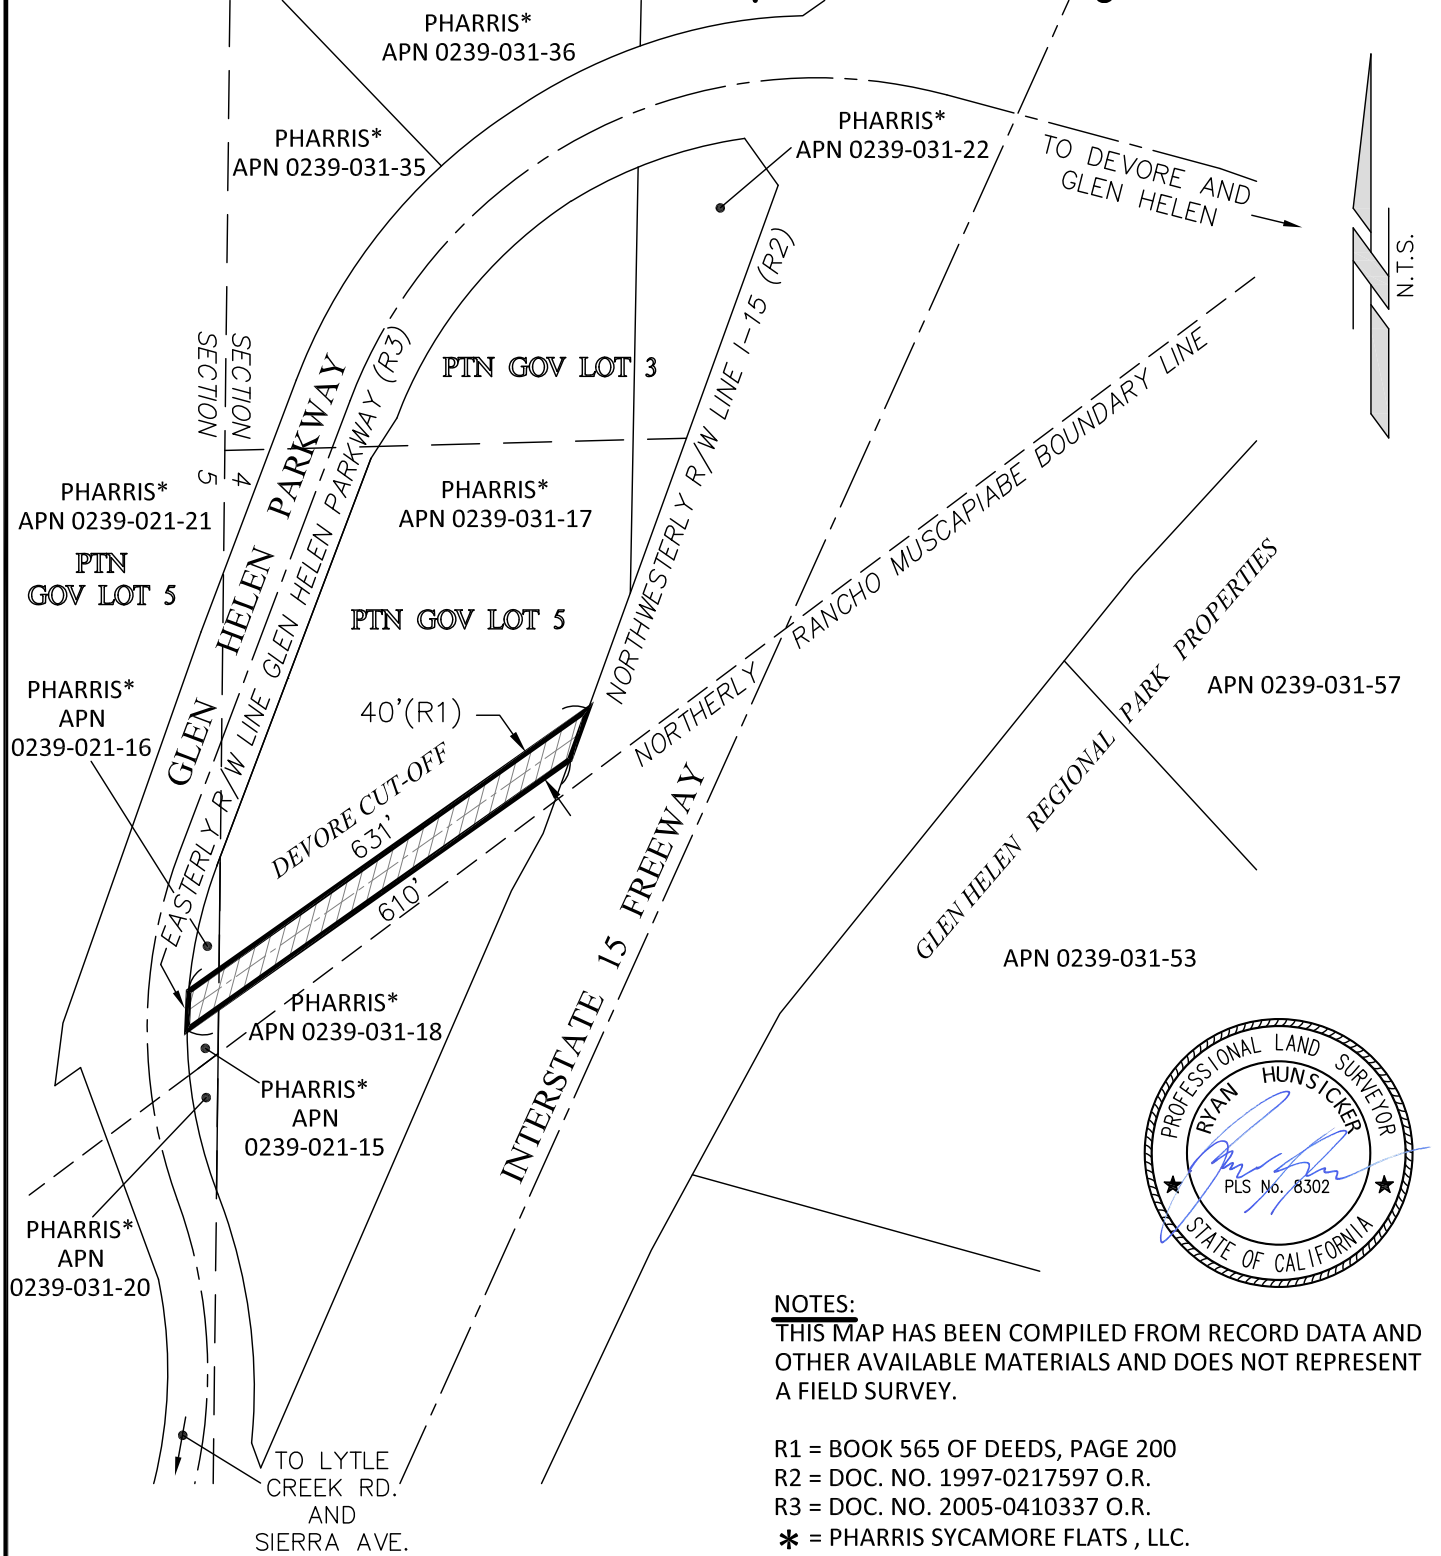 PHARRIS*
APN 0239-031-36
PHARRIS*
APN 0239-031-35
PHARRIS*
APN 0239-031-22
TO DEVORE AND
GLEN HELEN
N.T.S.
SECTION 5
SECTION 4
GLEN HELEN PARKWAY
EASTERLY R/W LINE GLEN HELEN PARKWAY (R3)
PTN GOV LOT 3
NORTHWESTERLY R/W LINE I-15 (R2)
NORTHERLY RANCHO MUSCAPIABE BOUNDARY LINE
PHARRIS*
APN 0239-021-21
PTN
GOV LOT 5
PHARRIS*
APN 0239-031-17
PTN GOV LOT 5
PHARRIS*
APN
0239-021-16
40'(R1)
DEVORE CUT-OFF
631'
610'
INTERSTATE 15 FREEWAY
GLEN HELEN REGIONAL PARK PROPERTIES
APN 0239-031-57
APN 0239-031-53
PHARRIS*
APN 0239-031-18
PHARRIS*
APN
0239-021-15
PHARRIS*
APN
0239-031-20
TO LYTLE
CREEK RD.
AND
SIERRA AVE.
PROFESSIONAL LAND SURVEYOR
RYAN HUNSICKER
PLS No. 8302
STATE OF CALIFORNIA
NOTES:
THIS MAP HAS BEEN COMPILED FROM RECORD DATA AND
OTHER AVAILABLE MATERIALS AND DOES NOT REPRESENT
A FIELD SURVEY.
R1 = BOOK 565 OF DEEDS, PAGE 200
R2 = DOC. NO. 1997-0217597 O.R.
R3 = DOC. NO. 2005-0410337 O.R.
* = PHARRIS SYCAMORE FLATS , LLC.